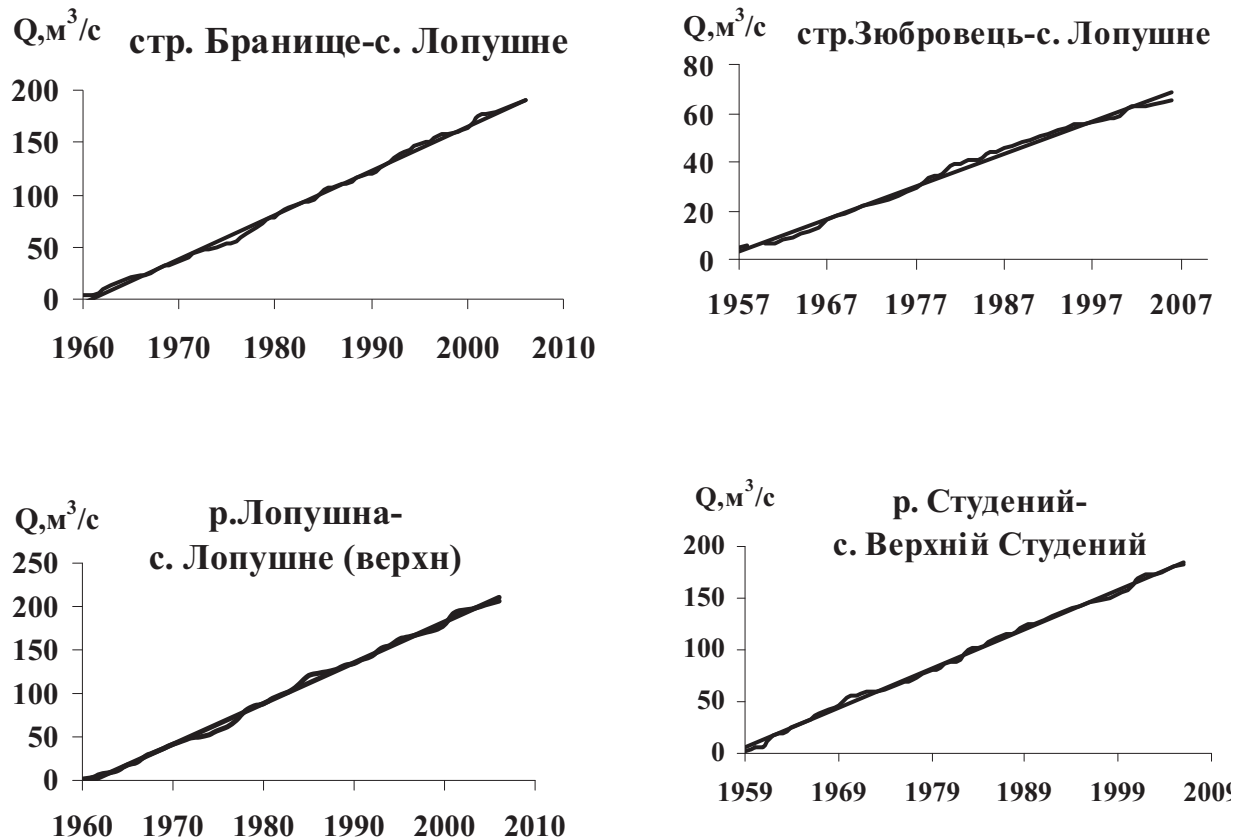 Q,м³/с стр. Бранище-с. Лопушне
200
150
100
50
0
1960 1970 1980 1990 2000 2010
Q,м³/с стр.Зюбровець-с. Лопушне
80
60
40
20
0
1957 1967 1977 1987 1997 2007
р.Лопушна-
Q,м³/с
с. Лопушне (верхн)
250
200
150
100
50
0
1960 1970 1980 1990 2000 2010
Q,м³/с р. Студений-
с. Верхній Студений
200
150
100
50
0
1959 1969 1979 1989 1999 2009